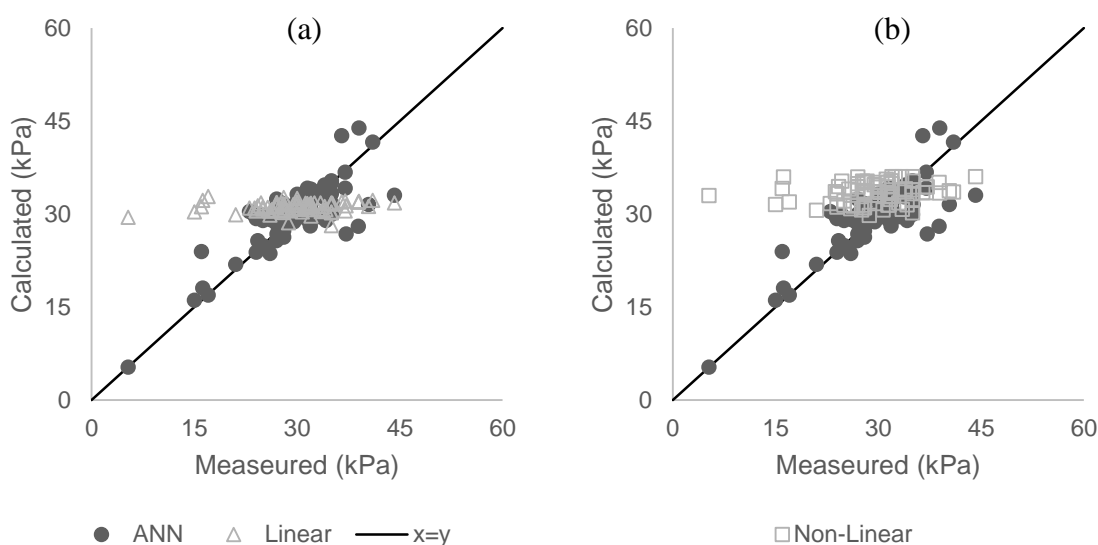 (a)
60
45
30
15
0
Calculated (kPa)
0 15 30 45 60
Measeured (kPa)
(b)
60
45
30
15
0
Calculated (kPa)
0 15 30 45 60
Measeured (kPa)
ANN Linear x=y Non-Linear